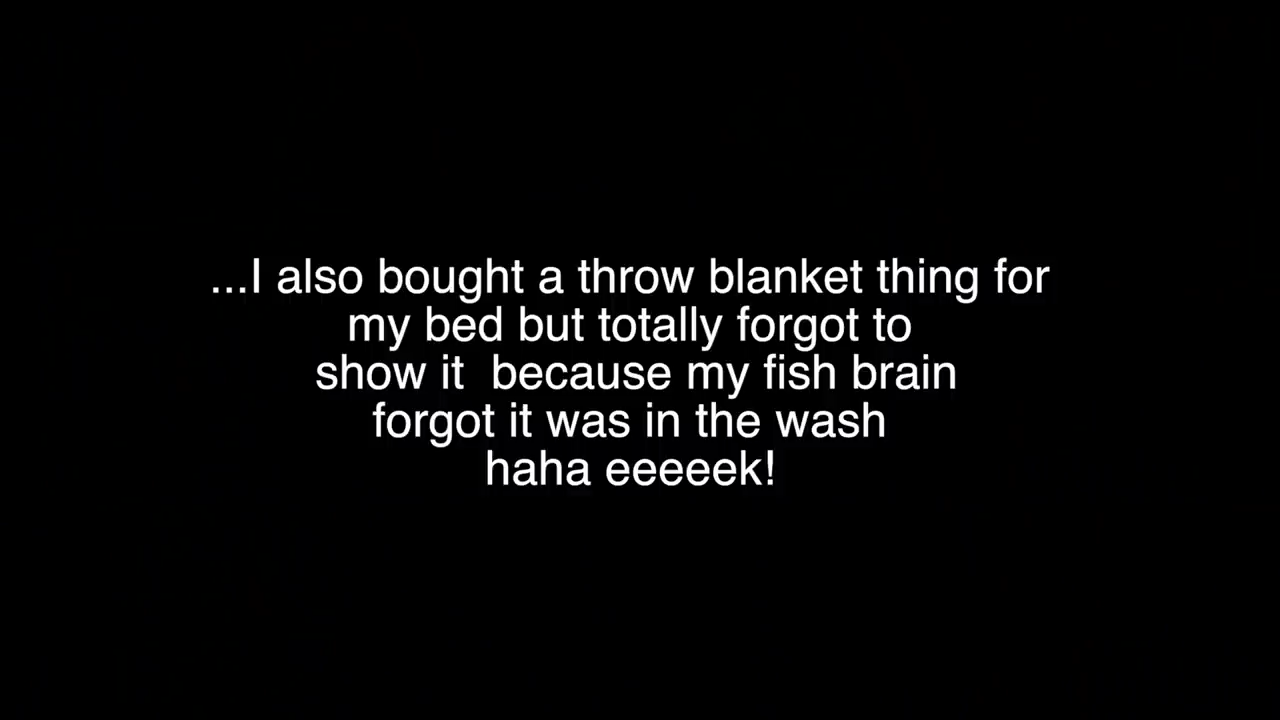 ...I also bought a throw blanket thing for
my bed but totally forgot to
show it  because my fish brain
forgot it was in the wash
haha eeeeek!